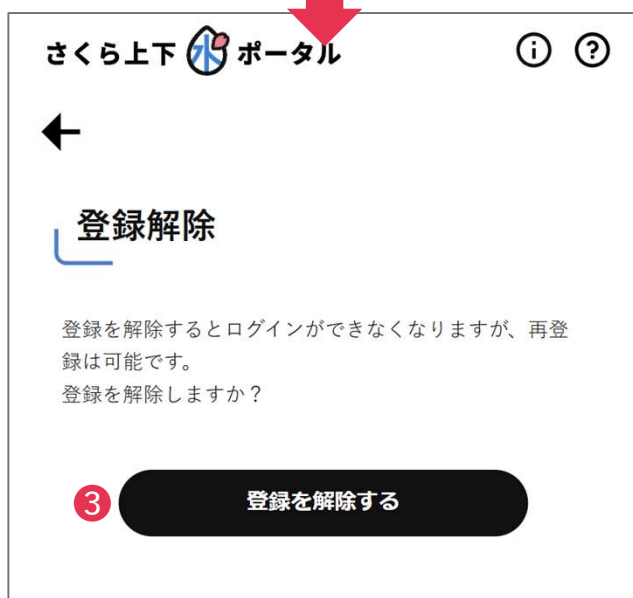 さくら上下水ポータル
登録解除
登録を解除するとログインができなくなりますが、再登
録は可能です。
登録を解除しますか？
3 登録を解除する